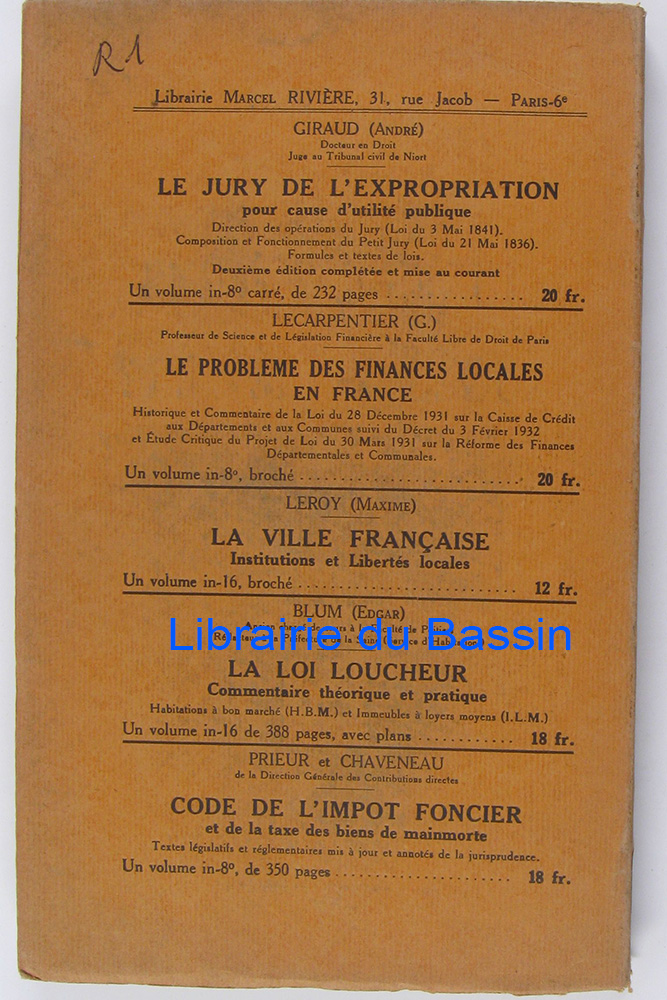 R1
Librairie MARCEL RIVIÈRE, 31, rue Jacob — PARIS-6e
GIRAUD (ANDRÉ)
Docteur en Droit
Juge au Tribunal civil de Niort
LE JURY DE L'EXPROPRIATION
pour cause d'utilité publique
Direction des opérations du Jury (Loi du 3 Mai 1841).
Composition et Fonctionnement du Petit Jury (Loi du 21 Mai 1836).
Formules et textes de lois.
Deuxième édition complétée et mise au courant
Un volume in-8º carré, de 232 pages ................. 20 fr.
LECARPENTIER (G.)
Professeur de Science et de Législation Financière à la Faculté Libre de Droit de Paris
LE PROBLEME DES FINANCES LOCALES
EN FRANCE
Historique et Commentaire de la Loi du 28 Décembre 1931 sur la Caisse de Crédit
aux Départements et aux Communes suivi du Décret du 3 Février 1932
et Étude Critique du Projet de Loi du 30 Mars 1931 sur la Réforme des Finances
Départementales et Communales.
Un volume in-8º, broché ........................... 20 fr.
LEROY (MAXIME)
LA VILLE FRANÇAISE
Institutions et Libertés locales
Un volume in-16, broché ........................... 12 fr.
BLUM (EDGAR)
Librairie du Bassin
LA LOI LOUCHEUR
Commentaire théorique et pratique
Habitations à bon marché (H.B.M.) et Immeubles à loyers moyens (I.L.M.)
Un volume in-16 de 388 pages, avec plans ............ 18 fr.
PRIEUR et CHAVENEAU
de la Direction Générale des Contributions directes
CODE DE L'IMPOT FONCIER
et de la taxe des biens de mainmorte
Textes législatifs et réglementaires mis à jour et annotés de la jurisprudence.
Un volume in-8º, de 350 pages ...................... 18 fr.